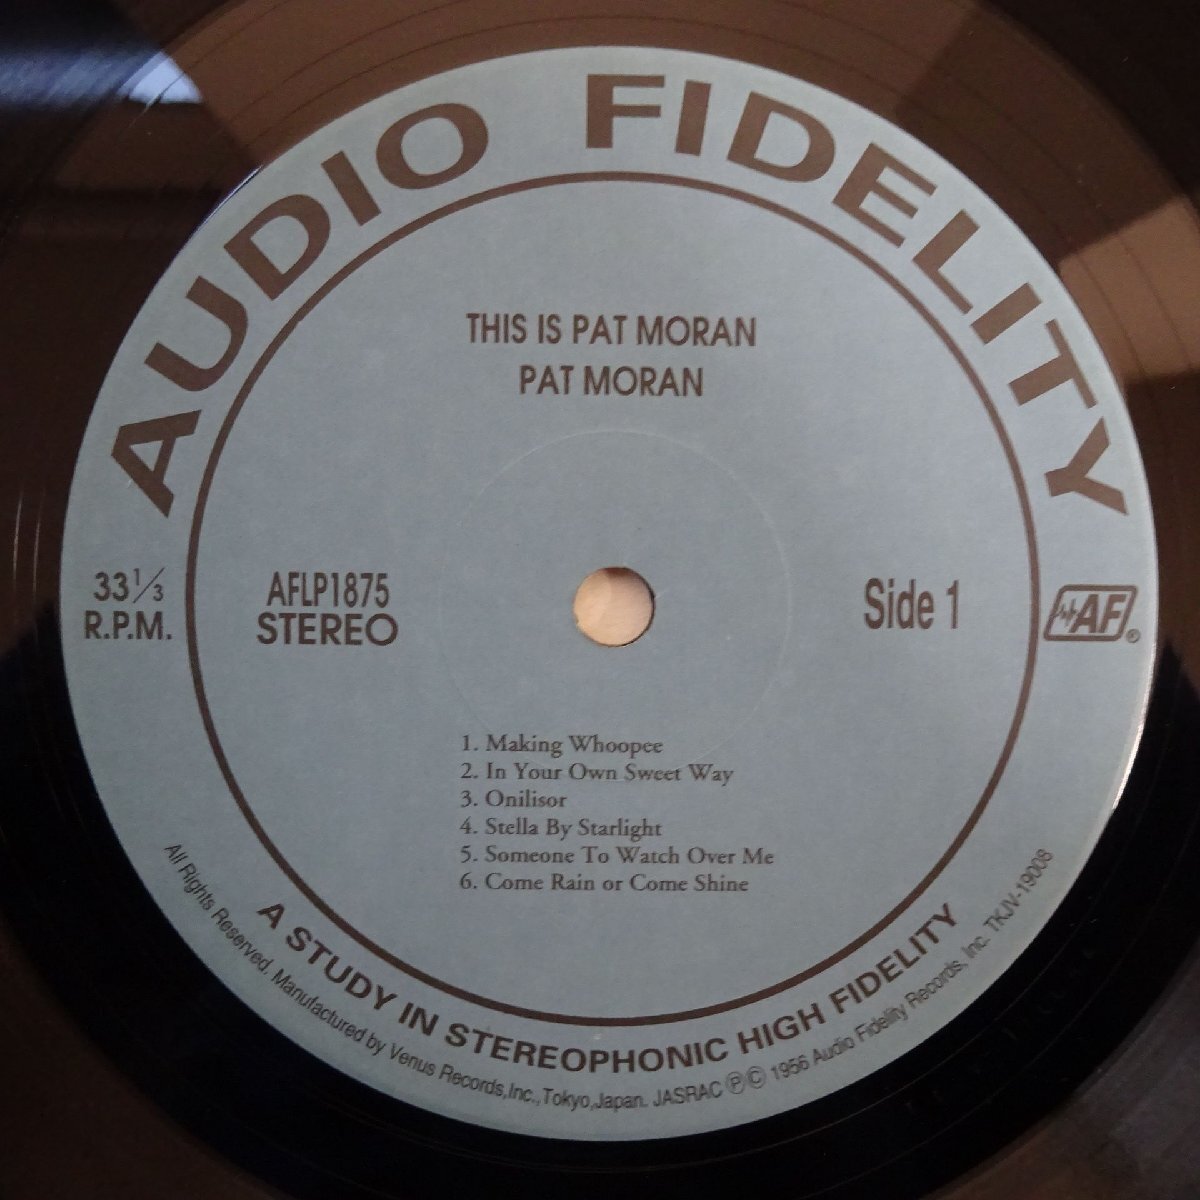 AUDIO FIDELITY
THIS IS PAT MORAN
PAT MORAN
33⅓
R.P.M.
AFLP1875
STEREO
Side 1
AF®
1. Making Whoopee
2. In Your Own Sweet Way
3. Onilisor
4. Stella By Starlight
5. Someone To Watch Over Me
6. Come Rain or Come Shine
A STUDY IN STEREOPHONIC HIGH FIDELITY
All Rights Reserved. Manufactured by Venus Records,Inc.,Tokyo,Japan. JASRAC ℗© 1956 Audio Fidelity Records, Inc. TKJV-19008